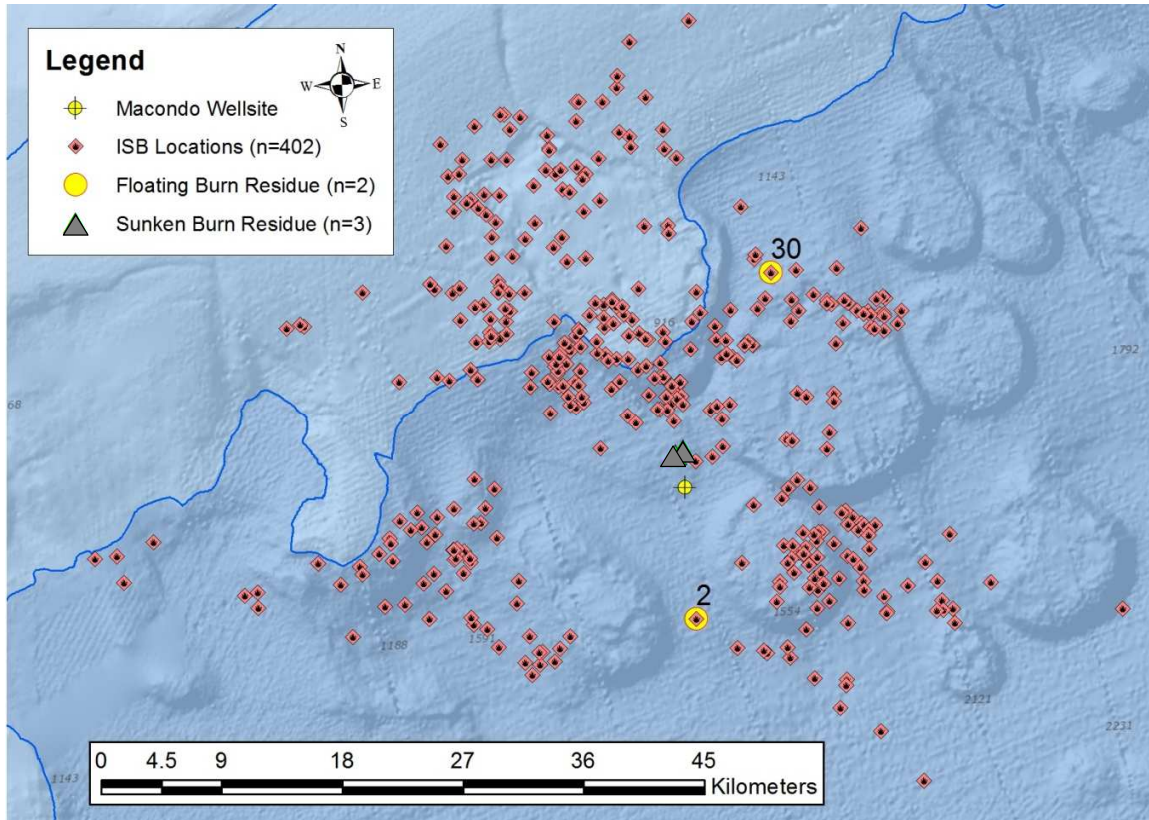 Legend
N
W E
S
Macondo Wellsite
ISB Locations (n=402)
Floating Burn Residue (n=2)
Sunken Burn Residue (n=3)
1143
30
916
1792
68
2
1554
1591
1188
2121
2231
1143
0 4.5 9 18 27 36 45
Kilometers